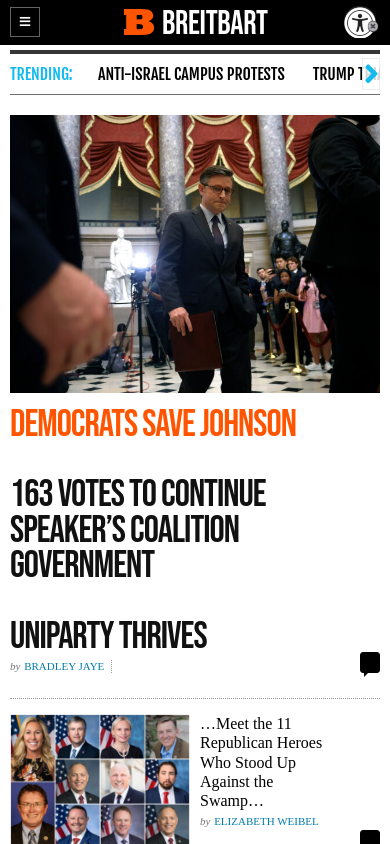 BREITBART
TRENDING:
ANTI-ISRAEL CAMPUS PROTESTS
TRUMP
DEMOCRATS SAVE JOHNSON
163 VOTES TO CONTINUE
SPEAKER'S COALITION
GOVERNMENT
UNIPARTY THRIVES
by BRADLEY JAYE
…Meet the 11
Republican Heroes
Who Stood Up
Against the
Swamp…
by ELIZABETH WEIBEL